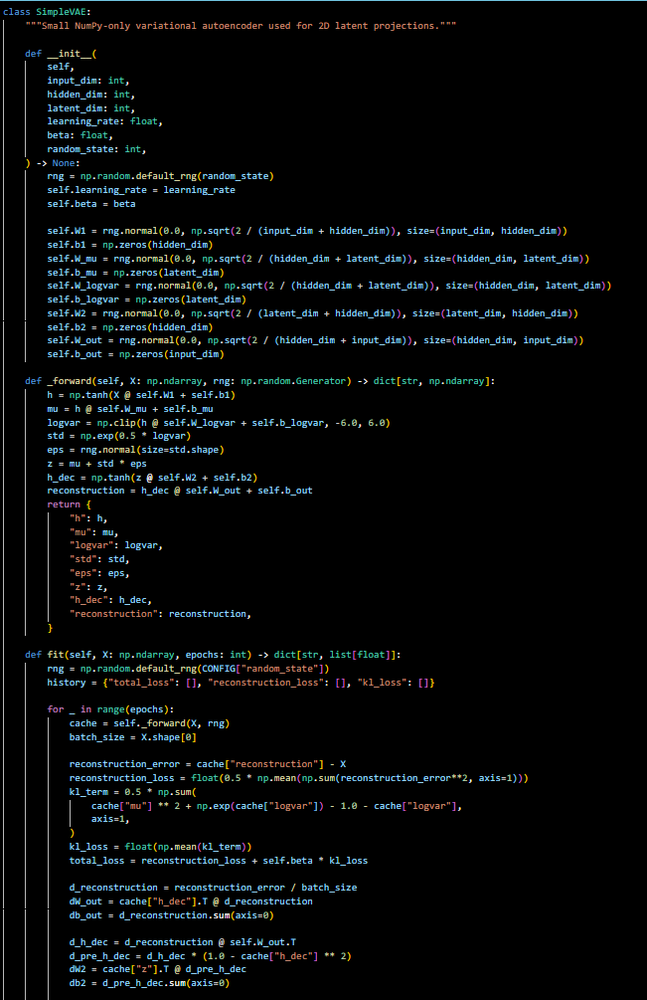 class SimpleVAE:
    """Small NumPy-only variational autoencoder used for 2D latent projections."""

    def __init__(
        self,
        input_dim: int,
        hidden_dim: int,
        latent_dim: int,
        learning_rate: float,
        beta: float,
        random_state: int,
    ) -> None:
        rng = np.random.default_rng(random_state)
        self.learning_rate = learning_rate
        self.beta = beta

        self.W1 = rng.normal(0.0, np.sqrt(2 / (input_dim + hidden_dim)), size=(input_dim, hidden_dim))
        self.b1 = np.zeros(hidden_dim)
        self.W_mu = rng.normal(0.0, np.sqrt(2 / (hidden_dim + latent_dim)), size=(hidden_dim, latent_dim))
        self.b_mu = np.zeros(latent_dim)
        self.W_logvar = rng.normal(0.0, np.sqrt(2 / (hidden_dim + latent_dim)), size=(hidden_dim, latent_dim))
        self.b_logvar = np.zeros(latent_dim)
        self.W2 = rng.normal(0.0, np.sqrt(2 / (latent_dim + hidden_dim)), size=(latent_dim, hidden_dim))
        self.b2 = np.zeros(hidden_dim)
        self.W_out = rng.normal(0.0, np.sqrt(2 / (hidden_dim + input_dim)), size=(hidden_dim, input_dim))
        self.b_out = np.zeros(input_dim)

    def _forward(self, X: np.ndarray, rng: np.random.Generator) -> dict[str, np.ndarray]:
        h = np.tanh(X @ self.W1 + self.b1)
        mu = h @ self.W_mu + self.b_mu
        logvar = np.clip(h @ self.W_logvar + self.b_logvar, -6.0, 6.0)
        std = np.exp(0.5 * logvar)
        eps = rng.normal(size=std.shape)
        z = mu + std * eps
        h_dec = np.tanh(z @ self.W2 + self.b2)
        reconstruction = h_dec @ self.W_out + self.b_out
        return {
            "h": h,
            "mu": mu,
            "logvar": logvar,
            "std": std,
            "eps": eps,
            "z": z,
            "h_dec": h_dec,
            "reconstruction": reconstruction,
        }

    def fit(self, X: np.ndarray, epochs: int) -> dict[str, list[float]]:
        rng = np.random.default_rng(CONFIG["random_state"])
        history = {"total_loss": [], "reconstruction_loss": [], "kl_loss": []}

        for _ in range(epochs):
            cache = self._forward(X, rng)
            batch_size = X.shape[0]

            reconstruction_error = cache["reconstruction"] - X
            reconstruction_loss = float(0.5 * np.mean(np.sum(reconstruction_error**2, axis=1)))
            kl_term = 0.5 * np.sum(
                cache["mu"] ** 2 + np.exp(cache["logvar"]) - 1.0 - cache["logvar"],
                axis=1,
            )
            kl_loss = float(np.mean(kl_term))
            total_loss = reconstruction_loss + self.beta * kl_loss

            d_reconstruction = reconstruction_error / batch_size
            dW_out = cache["h_dec"].T @ d_reconstruction
            db_out = d_reconstruction.sum(axis=0)

            d_h_dec = d_reconstruction @ self.W_out.T
            d_pre_h_dec = d_h_dec * (1.0 - cache["h_dec"] ** 2)
            dW2 = cache["z"].T @ d_pre_h_dec
            db2 = d_pre_h_dec.sum(axis=0)